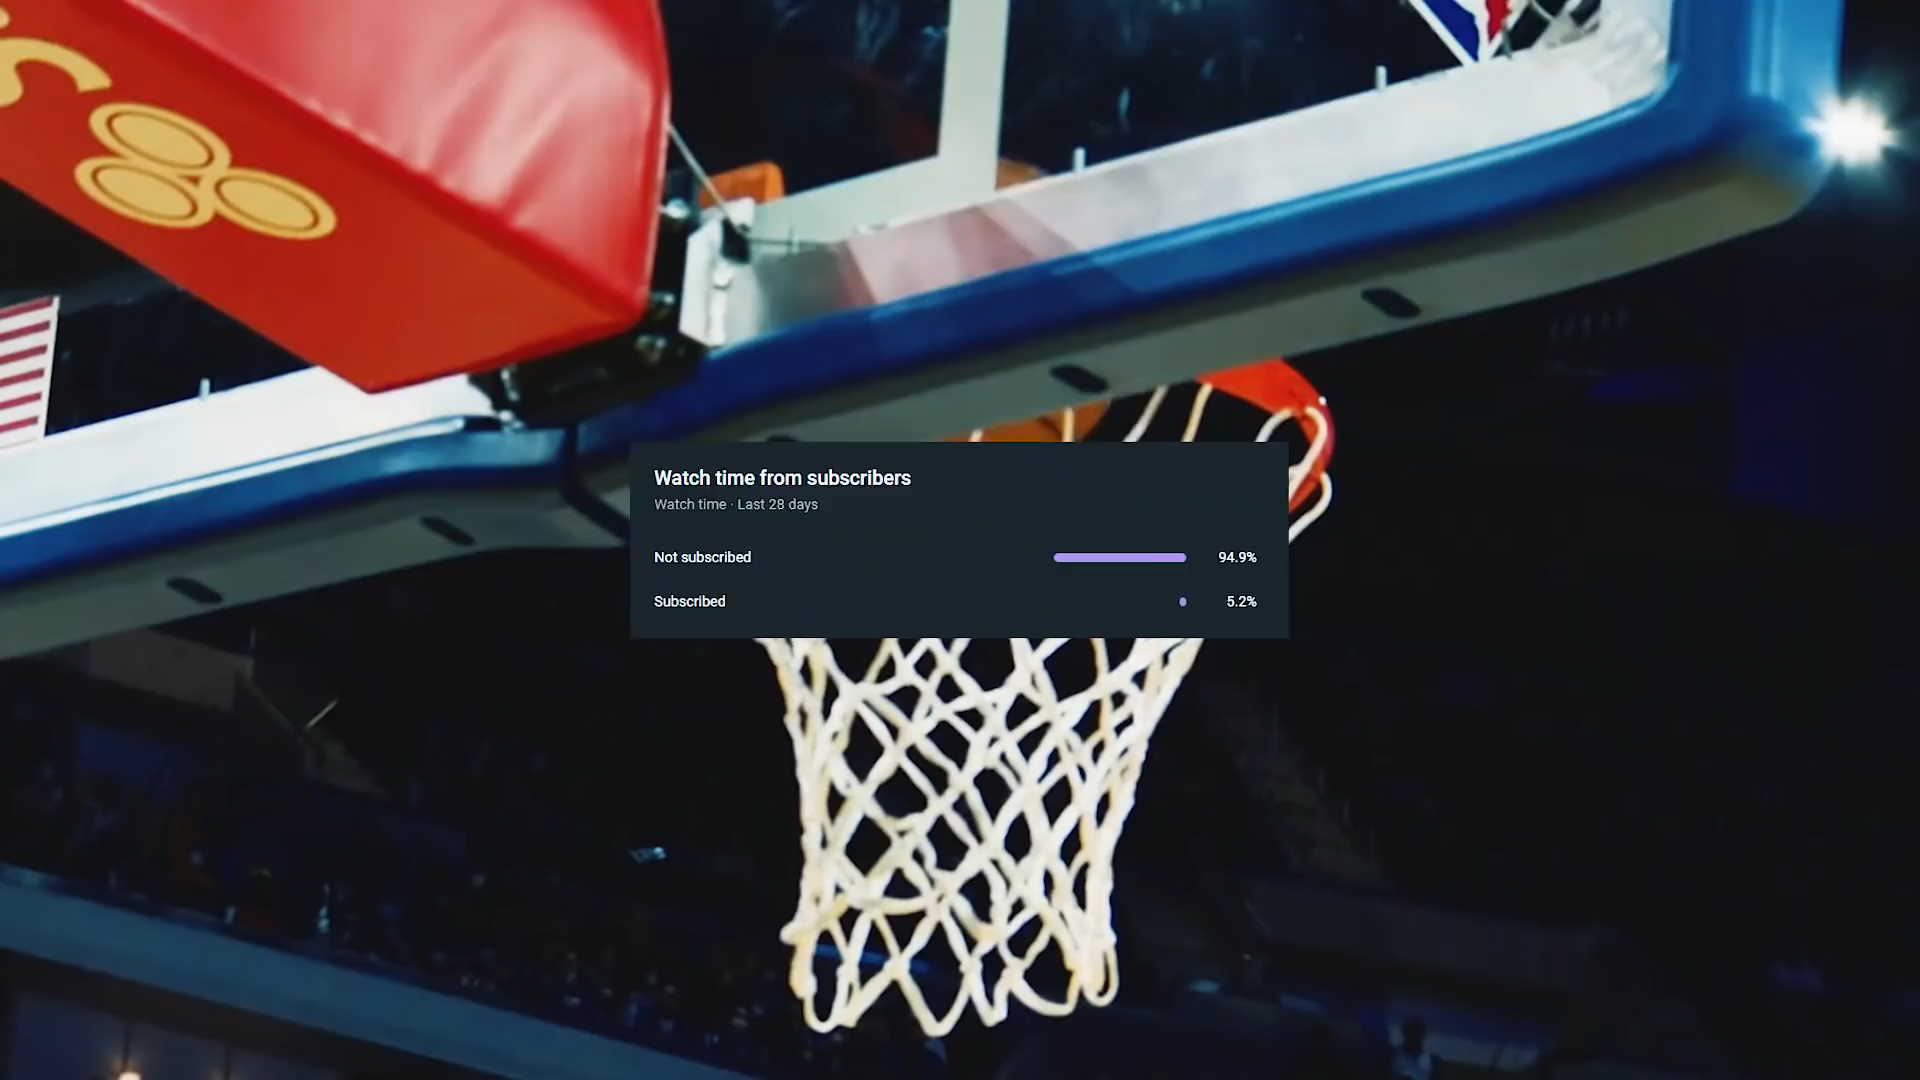 S
Watch time from subscribers
Watch time · Last 28 days
Not subscribed
94.9%
Subscribed
5.2%